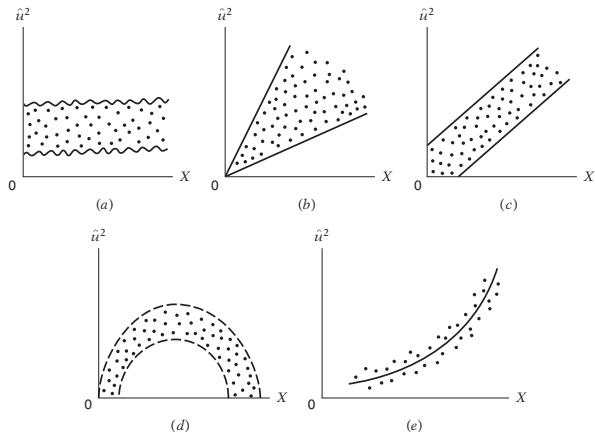 û² û² û²
0 X 0 X 0 X
(a) (b) (c)
û² û²
0 X 0 X
(d) (e)